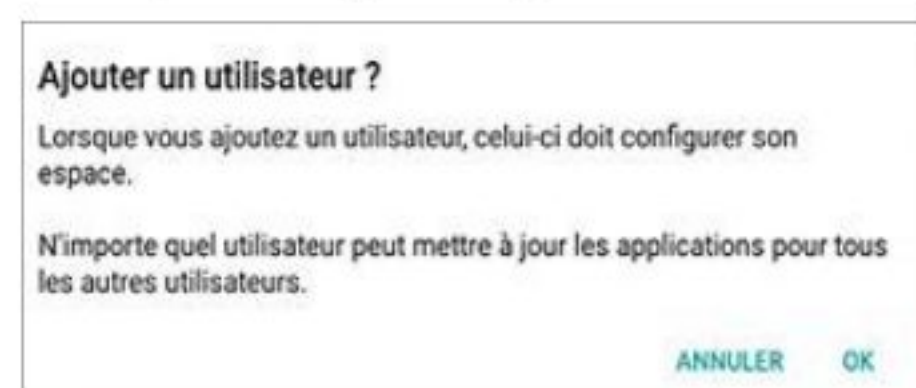 Ajouter un utilisateur ?
Lorsque vous ajoutez un utilisateur, celui-ci doit configurer son
espace.
N'importe quel utilisateur peut mettre à jour les applications pour tous
les autres utilisateurs.
ANNULER OK